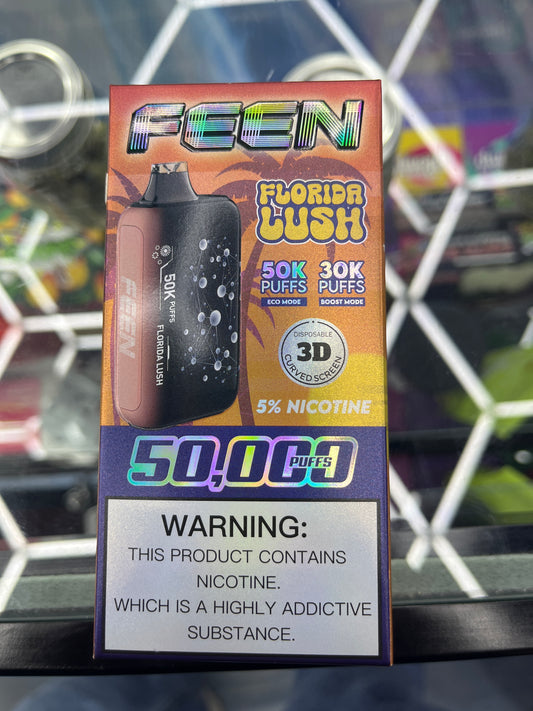 FEEN
FLORIDA
LUSH
50K
PUFFS
ECO MODE
30K
PUFFS
BOOST MODE
50K PUFFS
FLORIDA LUSH
FEEN
DISPOSABLE
3D
CURVED SCREEN
5% NICOTINE
50,000
PUFFS
WARNING:
THIS PRODUCT CONTAINS
NICOTINE.
WHICH IS A HIGHLY ADDICTIVE
SUBSTANCE.